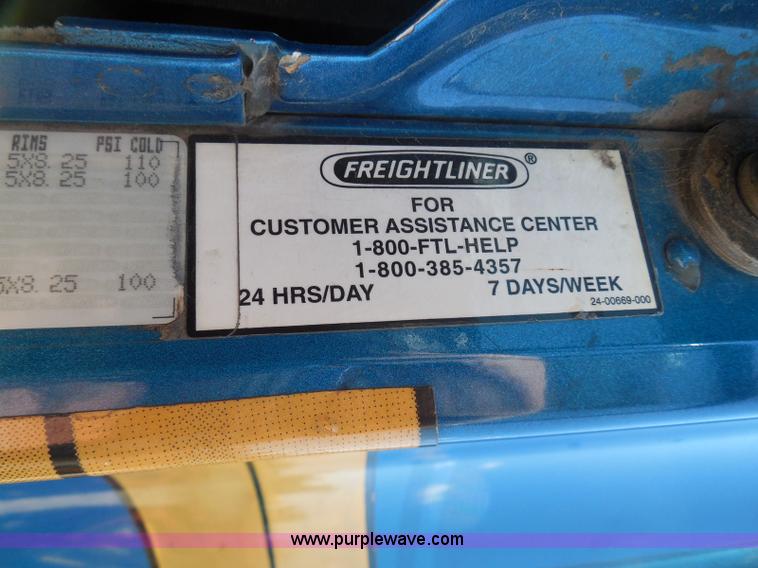 RIMS PSI COLD
5X8.25 110
5X8.25 100
5X8.25 100
FREIGHTLINER®
FOR
CUSTOMER ASSISTANCE CENTER
1-800-FTL-HELP
1-800-385-4357
24 HRS/DAY 7 DAYS/WEEK
24-00669-000
www.purplewave.com